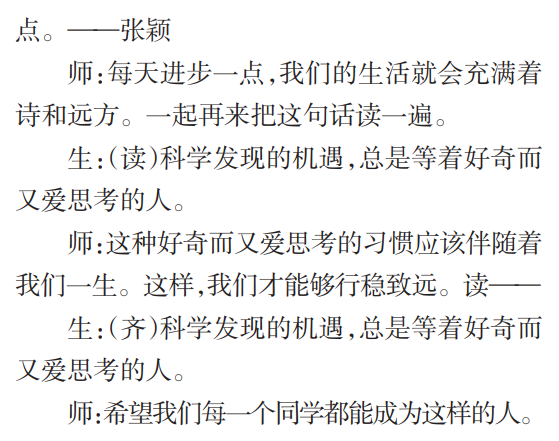 点。——张颖
师:每天进步一点,我们的生活就会充满着
诗和远方。一起再来把这句话读一遍。
生:(读)科学发现的机遇,总是等着好奇而
又爱思考的人。
师:这种好奇而又爱思考的习惯应该伴随着
我们一生。这样,我们才能够行稳致远。读——
生:(齐)科学发现的机遇,总是等着好奇而
又爱思考的人。
师:希望我们每一个同学都能成为这样的人。